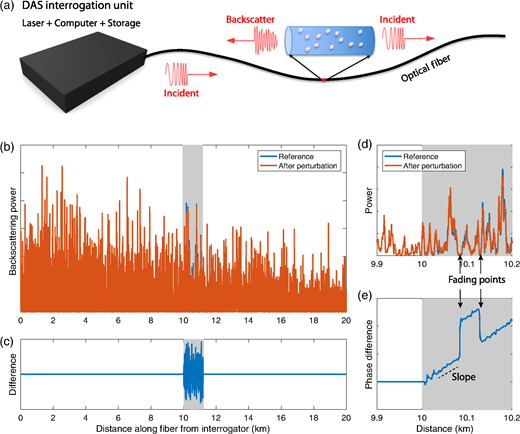 (a) DAS interrogation unit
Laser + Computer + Storage
Backscatter
Incident
Incident
Optical fiber
(b)
Reference
After perturbation
Backscattering power
0 2 4 6 8 10 12 14 16 18 20
(c)
Difference
0 2 4 6 8 10 12 14 16 18 20
Distance along fiber from interrogator (km)
(d)
Reference
After perturbation
Power
9.9 10 10.1 10.2
Fading points
(e)
Phase difference
Slope
9.9 10 10.1 10.2
Distance (km)